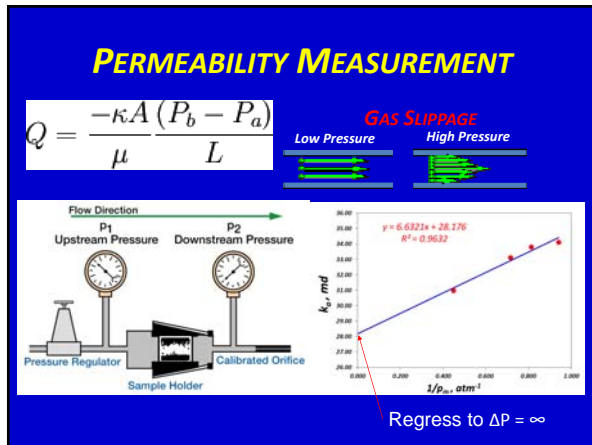 PERMEABILITY MEASUREMENT
Q = -κA/μ (P_b − P_a)/L
GAS SLIPPAGE
Low Pressure High Pressure
Flow Direction
P1 P2
Upstream Pressure Downstream Pressure
Pressure Regulator Calibrated Orifice
Sample Holder
y = 6.6321x + 28.176
R² = 0.9632
k_a, md
36.00
35.00
34.00
33.00
32.00
31.00
30.00
29.00
28.00
27.00
26.00
0.000 0.200 0.400 0.600 0.800 1.000
1/p_m, atm⁻¹
Regress to ΔP = ∞